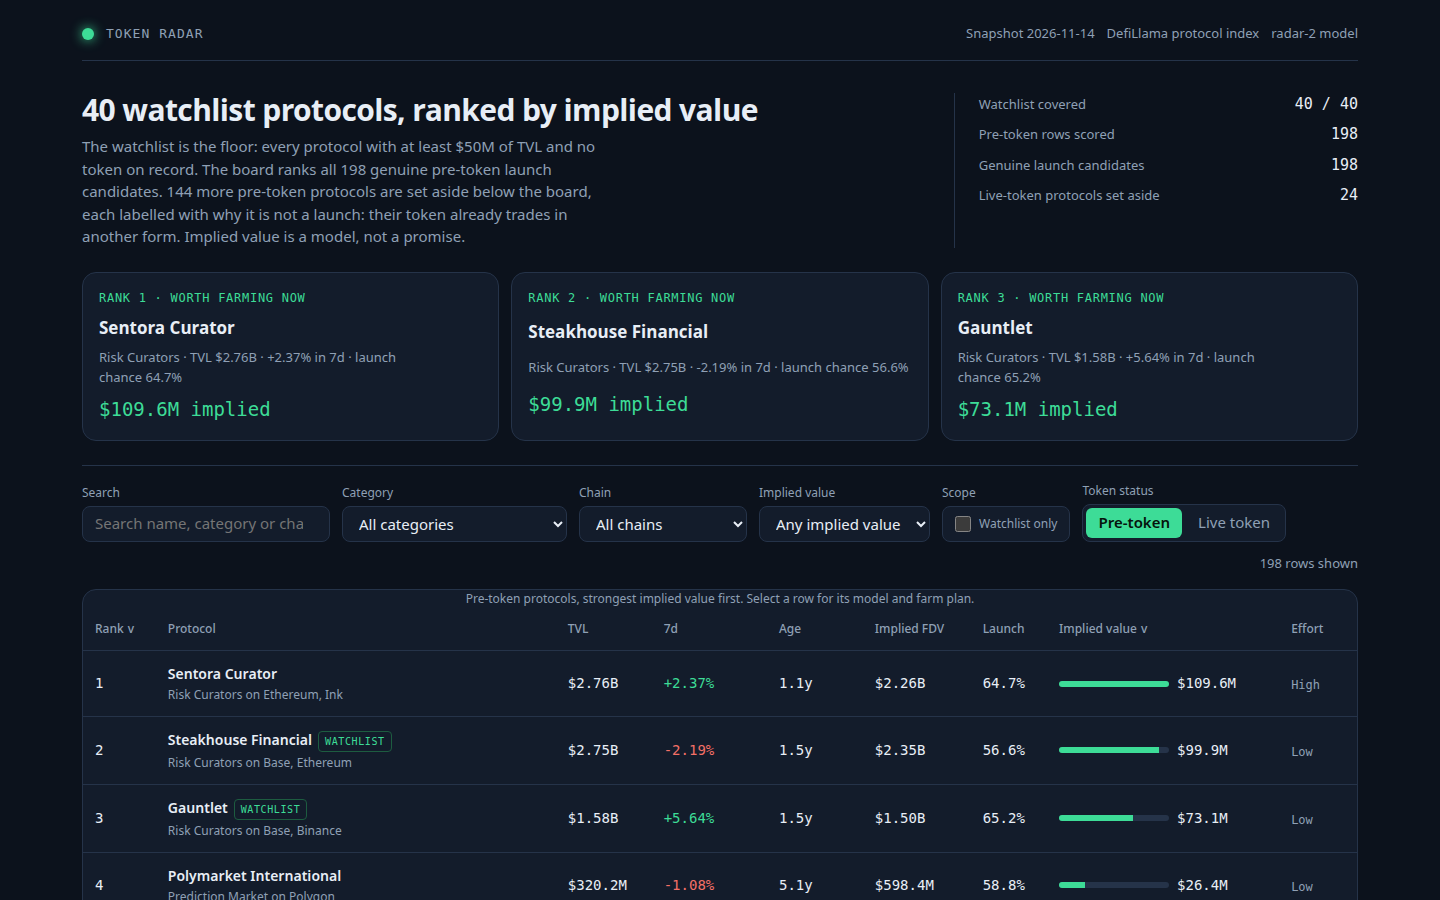 TOKEN RADAR
Snapshot 2026-11-14 DefiLlama protocol index radar-2 model
40 watchlist protocols, ranked by implied value
The watchlist is the floor: every protocol with at least $50M of TVL and no
token on record. The board ranks all 198 genuine pre-token launch
candidates. 144 more pre-token protocols are set aside below the board,
each labelled with why it is not a launch: their token already trades in
another form. Implied value is a model, not a promise.
Watchlist covered 40 / 40
Pre-token rows scored 198
Genuine launch candidates 198
Live-token protocols set aside 24
RANK 1 · WORTH FARMING NOW
Sentora Curator
Risk Curators · TVL $2.76B · +2.37% in 7d · launch
chance 64.7%
$109.6M implied
RANK 2 · WORTH FARMING NOW
Steakhouse Financial
Risk Curators · TVL $2.75B · -2.19% in 7d · launch chance 56.6%
$99.9M implied
RANK 3 · WORTH FARMING NOW
Gauntlet
Risk Curators · TVL $1.58B · +5.64% in 7d · launch
chance 65.2%
$73.1M implied
Search Category Chain Implied value Scope Token status
Search name, category or cha All categories All chains Any implied value Watchlist only Pre-token Live token
198 rows shown
Pre-token protocols, strongest implied value first. Select a row for its model and farm plan.
Rank v Protocol TVL 7d Age Implied FDV Launch Implied value v Effort
1 Sentora Curator $2.76B +2.37% 1.1y $2.26B 64.7% $109.6M High
Risk Curators on Ethereum, Ink
2 Steakhouse Financial WATCHLIST $2.75B -2.19% 1.5y $2.35B 56.6% $99.9M Low
Risk Curators on Base, Ethereum
3 Gauntlet WATCHLIST $1.58B +5.64% 1.5y $1.50B 65.2% $73.1M Low
Risk Curators on Base, Binance
4 Polymarket International $320.2M -1.08% 5.1y $598.4M 58.8% $26.4M Low
Prediction Market on Polygon